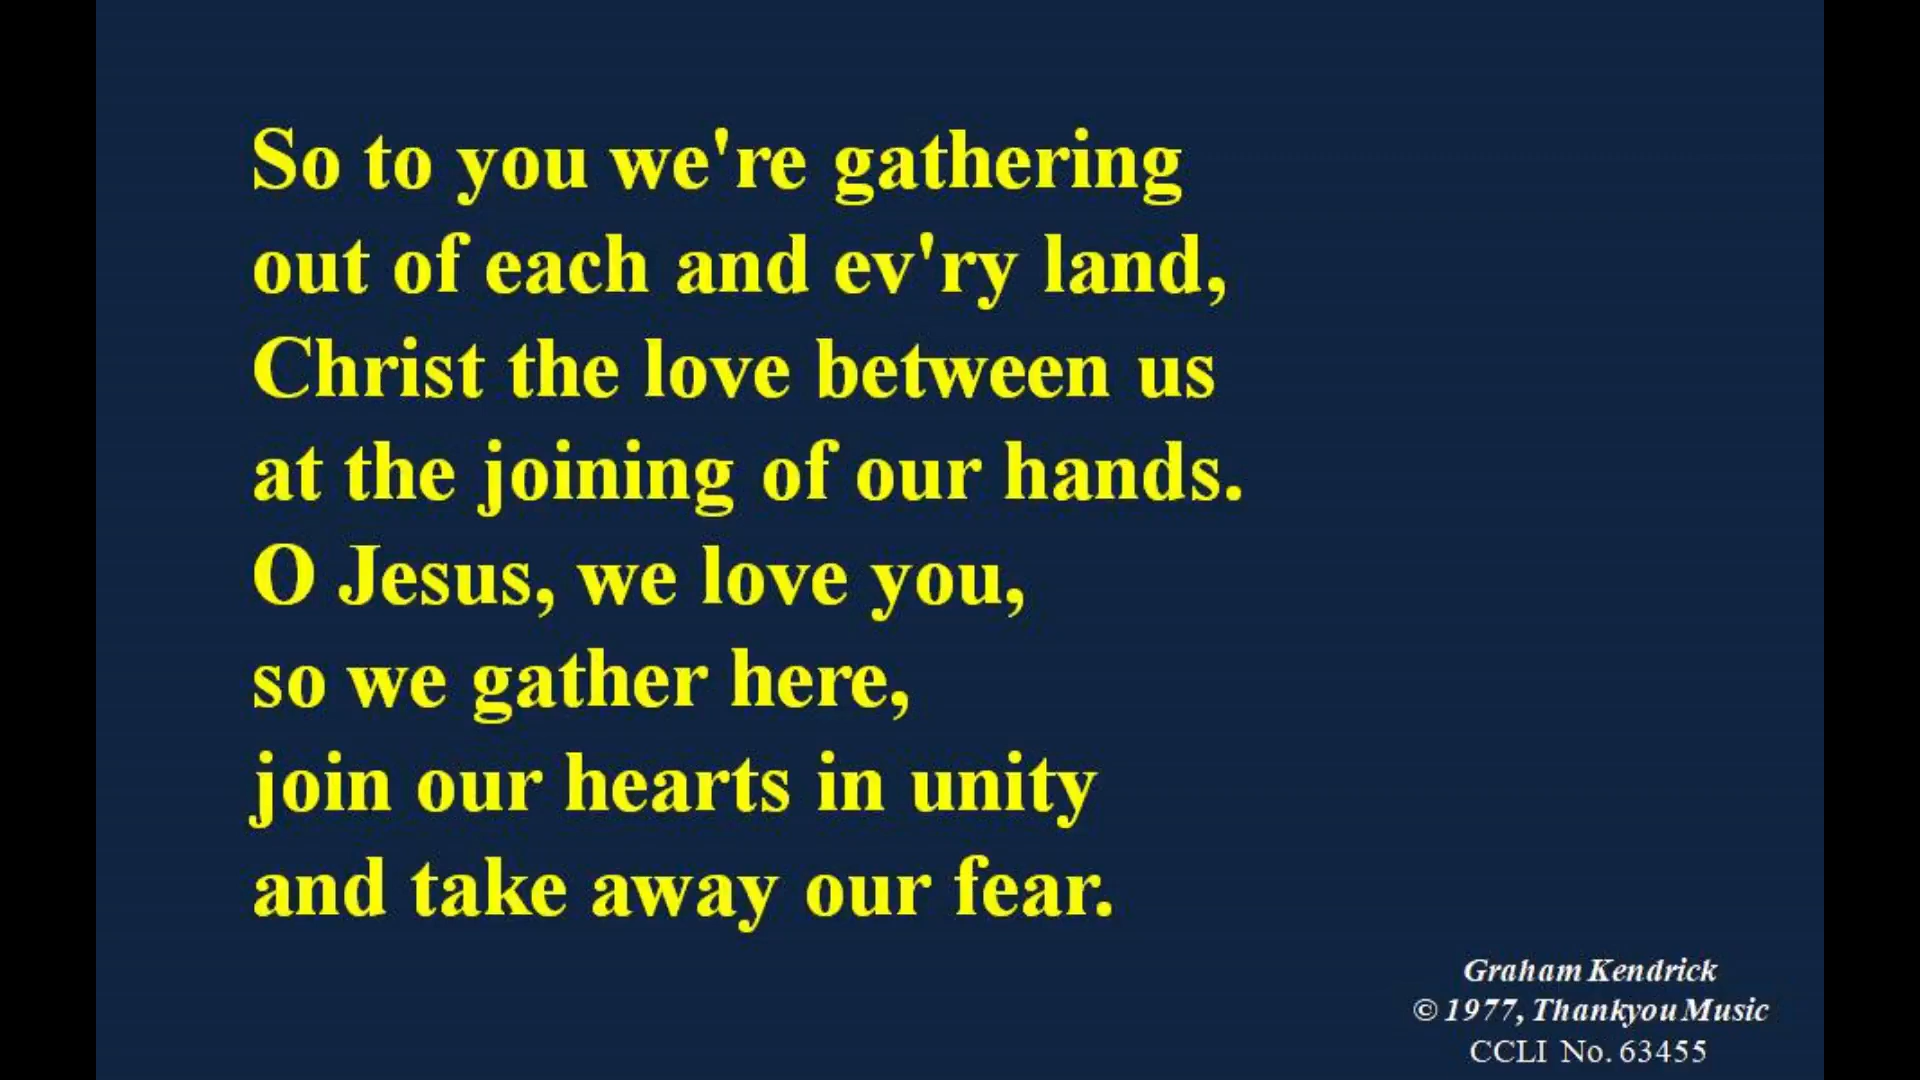 So to you we're gathering
out of each and ev'ry land,
Christ the love between us
at the joining of our hands.
O Jesus, we love you,
so we gather here,
join our hearts in unity
and take away our fear.
Graham Kendrick
© 1977, Thankyou Music
CCLI No. 63455